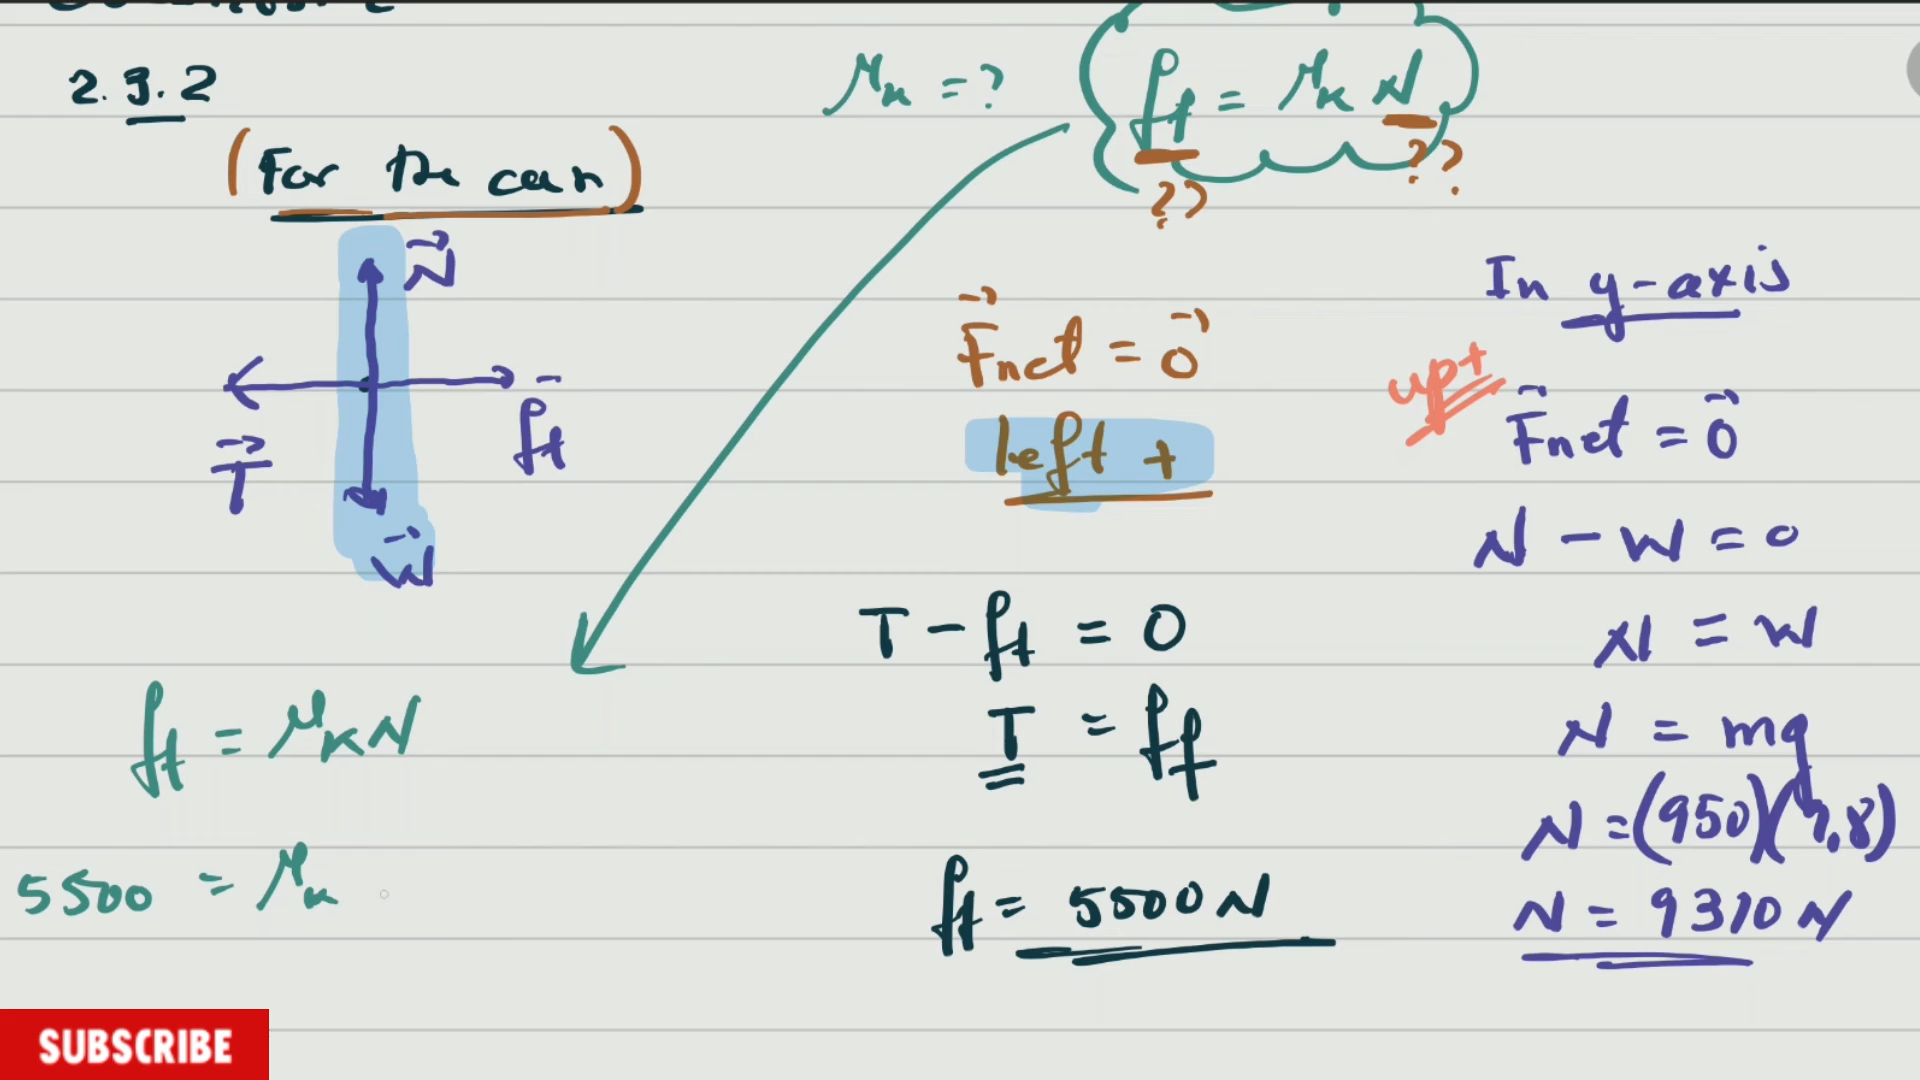 2.3.2
(For the car)
N
T
ff
W
ff = μk N
5500 = μk
μk = ?
ff = μk N
??
??
Fnet = 0
left +
T - ff = 0
T = ff
ff = 5500 N
In y-axis
up+
Fnet = 0
N - W = 0
N = W
N = mg
N = (950)(9,8)
N = 9310 N
SUBSCRIBE